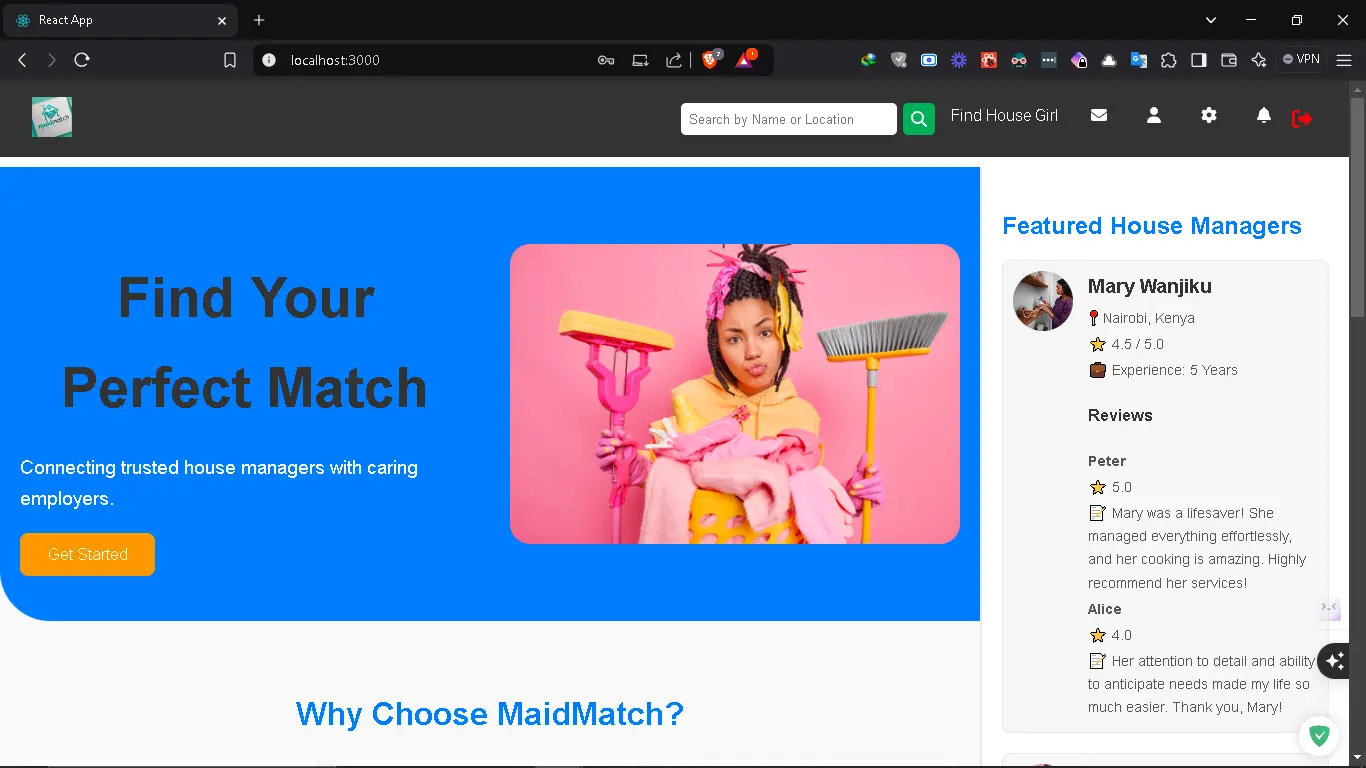 React App
localhost:3000
2
1
VPN
maidmatch
Search by Name or Location
Find House Girl
Find Your
Perfect Match
Connecting trusted house managers with caring
employers.
Get Started
Why Choose MaidMatch?
Featured House Managers
Mary Wanjiku
Nairobi, Kenya
4.5 / 5.0
Experience: 5 Years
Reviews
Peter
5.0
Mary was a lifesaver! She
managed everything effortlessly,
and her cooking is amazing. Highly
recommend her services!
Alice
4.0
Her attention to detail and ability
to anticipate needs made my life so
much easier. Thank you, Mary!